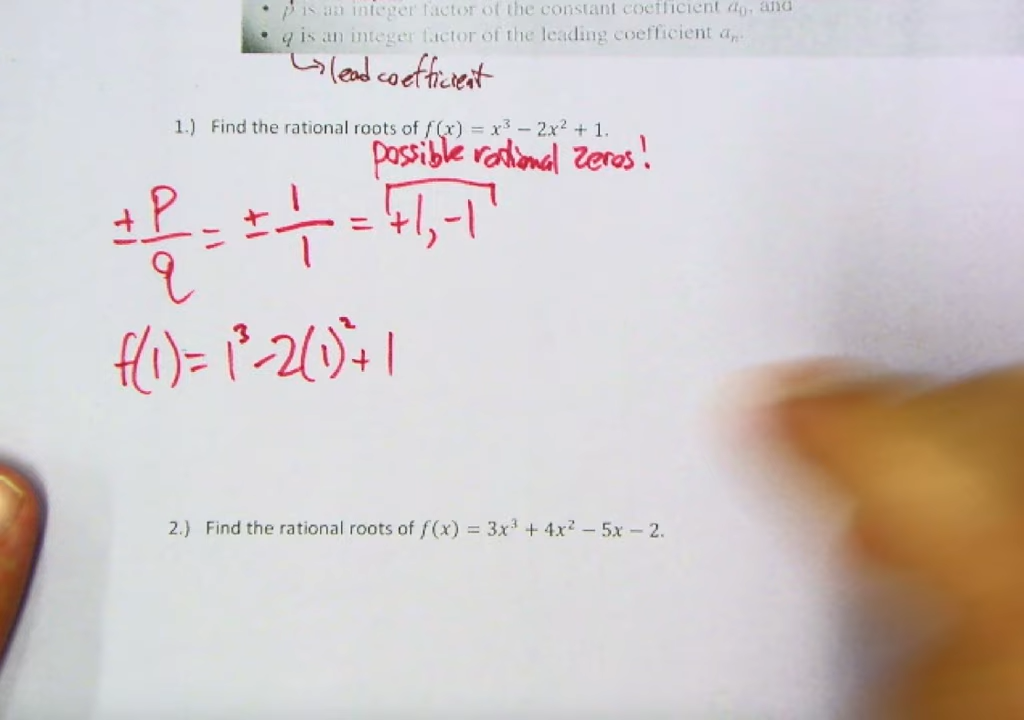 • p is an integer factor of the constant coefficient a₀, and
• q is an integer factor of the leading coefficient aₙ.
↳ lead coefficient
1.) Find the rational roots of f(x) = x³ − 2x² + 1.
possible rational zeros!
± p/q = ± 1/1 = +1, -1
f(1) = 1³ - 2(1)² + 1
2.) Find the rational roots of f(x) = 3x³ + 4x² − 5x − 2.